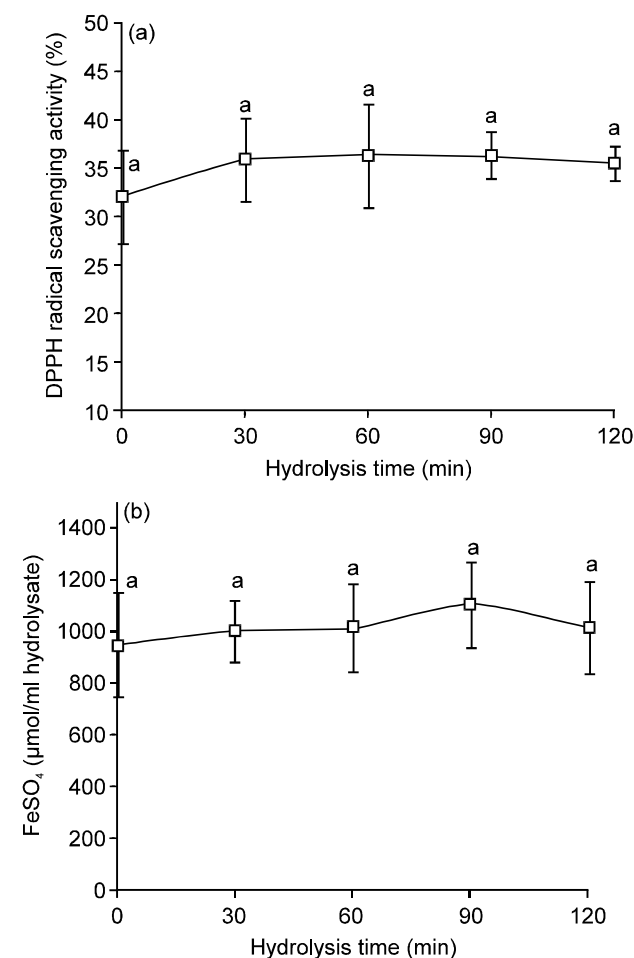 (a)
DPPH radical scavenging activity (%)
50
45
40
35
30
25
20
15
10
a
a
a
a
a
0 30 60 90 120
Hydrolysis time (min)
(b)
FeSO₄ (μmol/ml hydrolysate)
1400
1200
1000
800
600
400
200
0
a
a
a
a
a
0 30 60 90 120
Hydrolysis time (min)